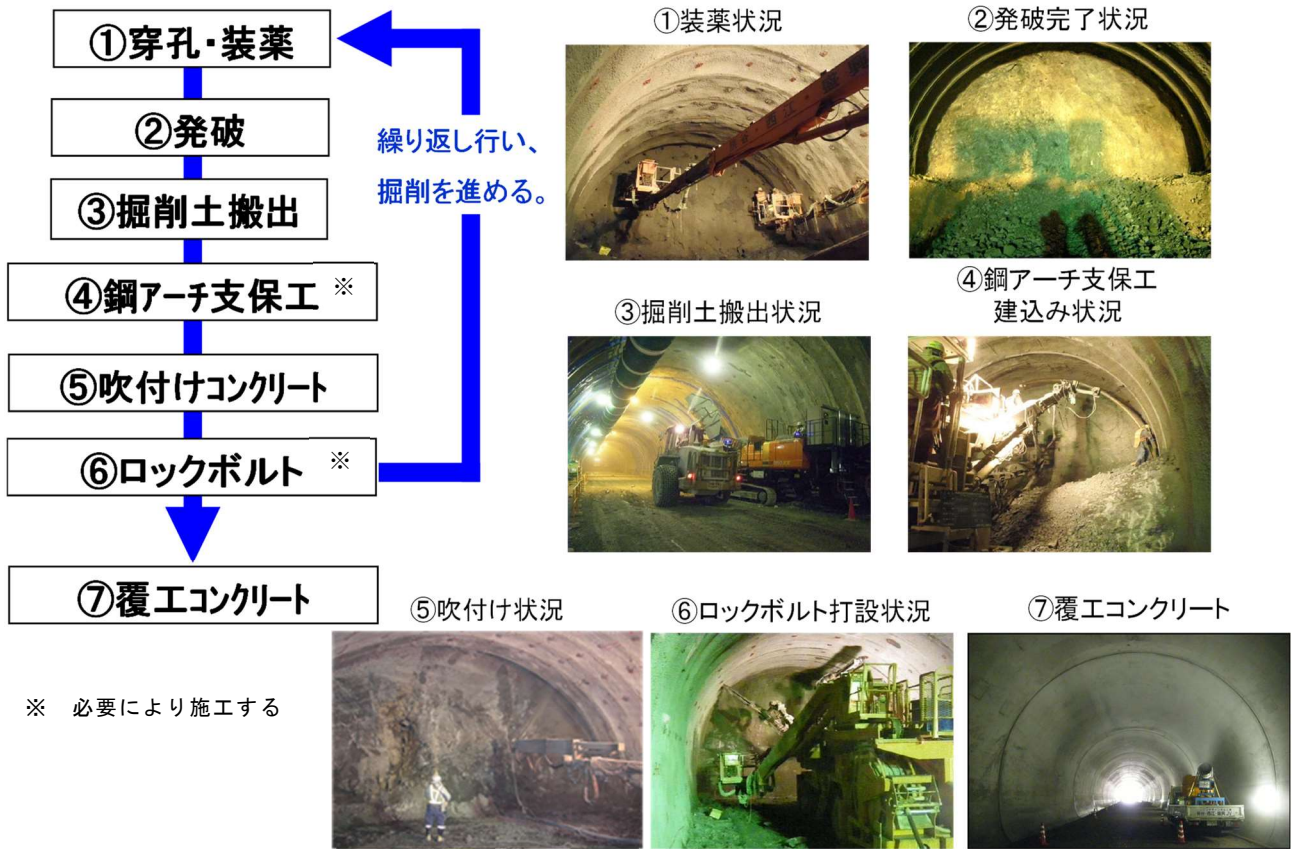 ①穿孔・装薬
②発破
③掘削土搬出
④鋼アーチ支保工 ※
⑤吹付けコンクリート
⑥ロックボルト ※
⑦覆工コンクリート
繰り返し行い、
掘削を進める。
※ 必要により施工する
①装薬状況
②発破完了状況
③掘削土搬出状況
④鋼アーチ支保工
建込み状況
⑤吹付け状況
⑥ロックボルト打設状況
⑦覆工コンクリート